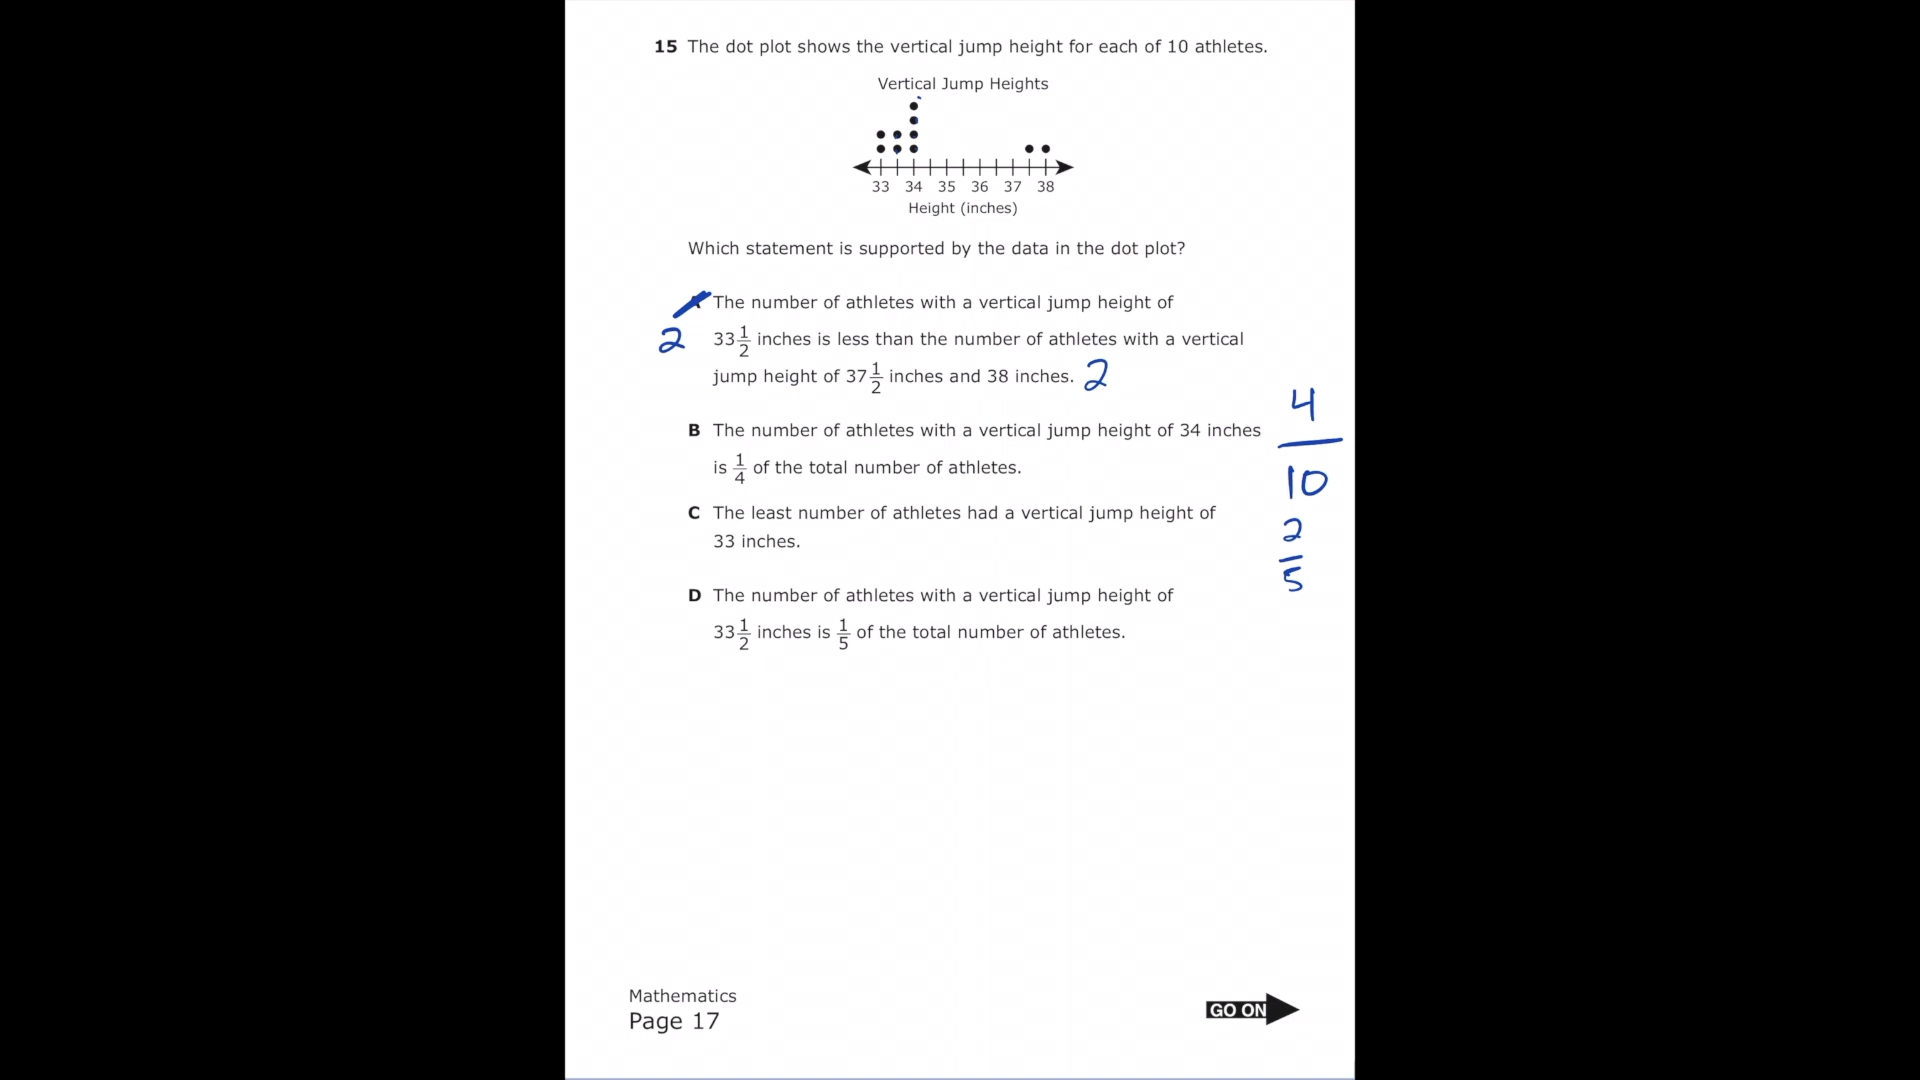 15 The dot plot shows the vertical jump height for each of 10 athletes.
Vertical Jump Heights
33 34 35 36 37 38
Height (inches)
Which statement is supported by the data in the dot plot?
A The number of athletes with a vertical jump height of
2 33 1/2 inches is less than the number of athletes with a vertical
jump height of 37 1/2 inches and 38 inches. 2
4
B The number of athletes with a vertical jump height of 34 inches
is 1/4 of the total number of athletes.
10
C The least number of athletes had a vertical jump height of
33 inches.
2
5
D The number of athletes with a vertical jump height of
33 1/2 inches is 1/5 of the total number of athletes.
Mathematics
Page 17
GO ON